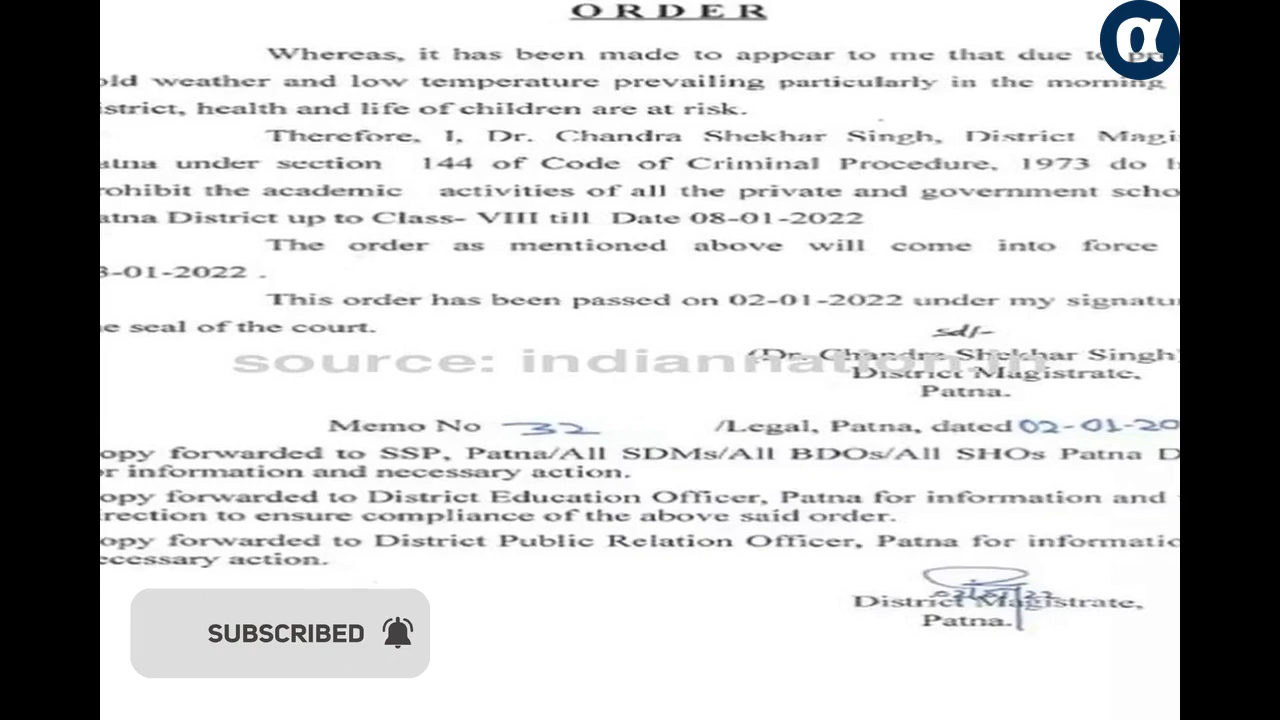 ORDER
α
Whereas, it has been made to appear to me that due to
old weather and low temperature prevailing particularly in the morning
istrict, health and life of children are at risk.
Therefore, I, Dr. Chandra Shekhar Singh, District Magi
atna under section 144 of Code of Criminal Procedure, 1973 do h
rohibit the academic activities of all the private and government scho
atna District up to Class- VIII till Date 08-01-2022
The order as mentioned above will come into force
3-01-2022 .
This order has been passed on 02-01-2022 under my signatu
e seal of the court.
sd/-
source: indiannation.in
(Dr. Chandra Shekhar Singh)
District Magistrate,
Patna.
Memo No 32 /Legal, Patna, dated 02-01-20
opy forwarded to SSP, Patna/All SDMs/All BDOs/All SHOs Patna D
r information and necessary action.
opy forwarded to District Education Officer, Patna for information and
irection to ensure compliance of the above said order.
opy forwarded to District Public Relation Officer, Patna for informatio
ecessary action.
District Magistrate,
Patna.
SUBSCRIBED